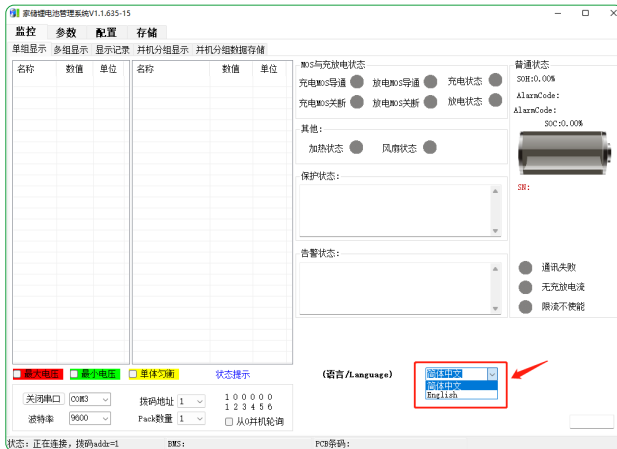 家储锂电池管理系统V1.1.635-15
监控 参数 配置 存储
单组显示 多组显示 显示记录 并机分组显示 并机分组数据存储
名称 数值 单位 名称 数值 单位
MOS与充放电状态
充电MOS导通 放电MOS导通 充电状态
充电MOS关断 放电MOS关断 放电状态
其他:
加热状态 风扇状态
保护状态:
告警状态:
普通状态
SOH:0.00%
AlarmCode:
AlarmCode:
SOC:0.00%
SN:
通讯失败
无充放电流
限流不使能
最大电压 最小电压 单体匀衡 状态提示
(语言/Language) 简体中文
简体中文
English
关闭串口 COM3 拨码地址 1 1 0 0 0 0 0
1 2 3 4 5 6
波特率 9600 Pack数量 1 从0并机轮询
状态: 正在连接, 拨码addr=1 BMS: PCB条码: